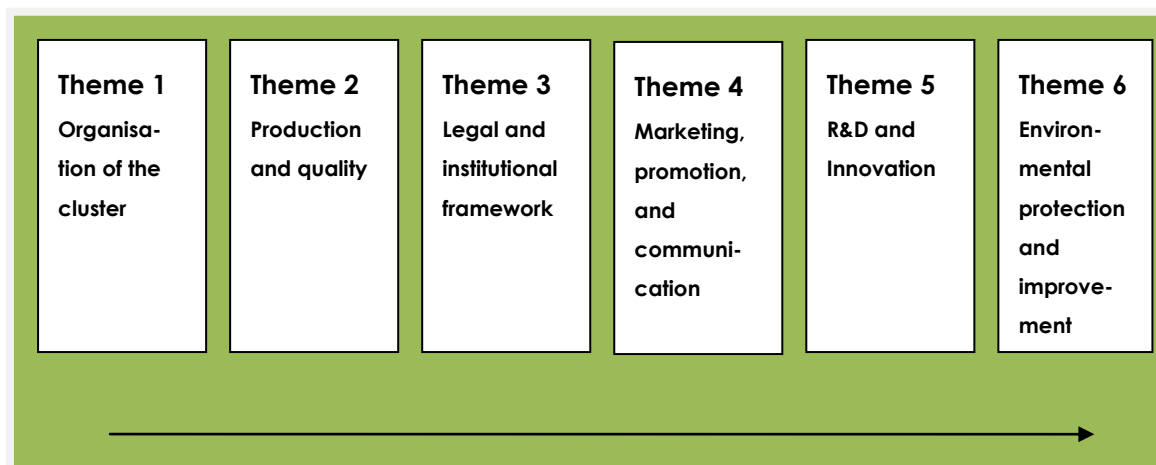 Theme 1
Organisa-
tion of the
cluster
Theme 2
Production
and quality
Theme 3
Legal and
institutional
framework
Theme 4
Marketing,
promotion,
and
communi-
cation
Theme 5
R&D and
Innovation
Theme 6
Environ-
mental
protection
and
improve-
ment